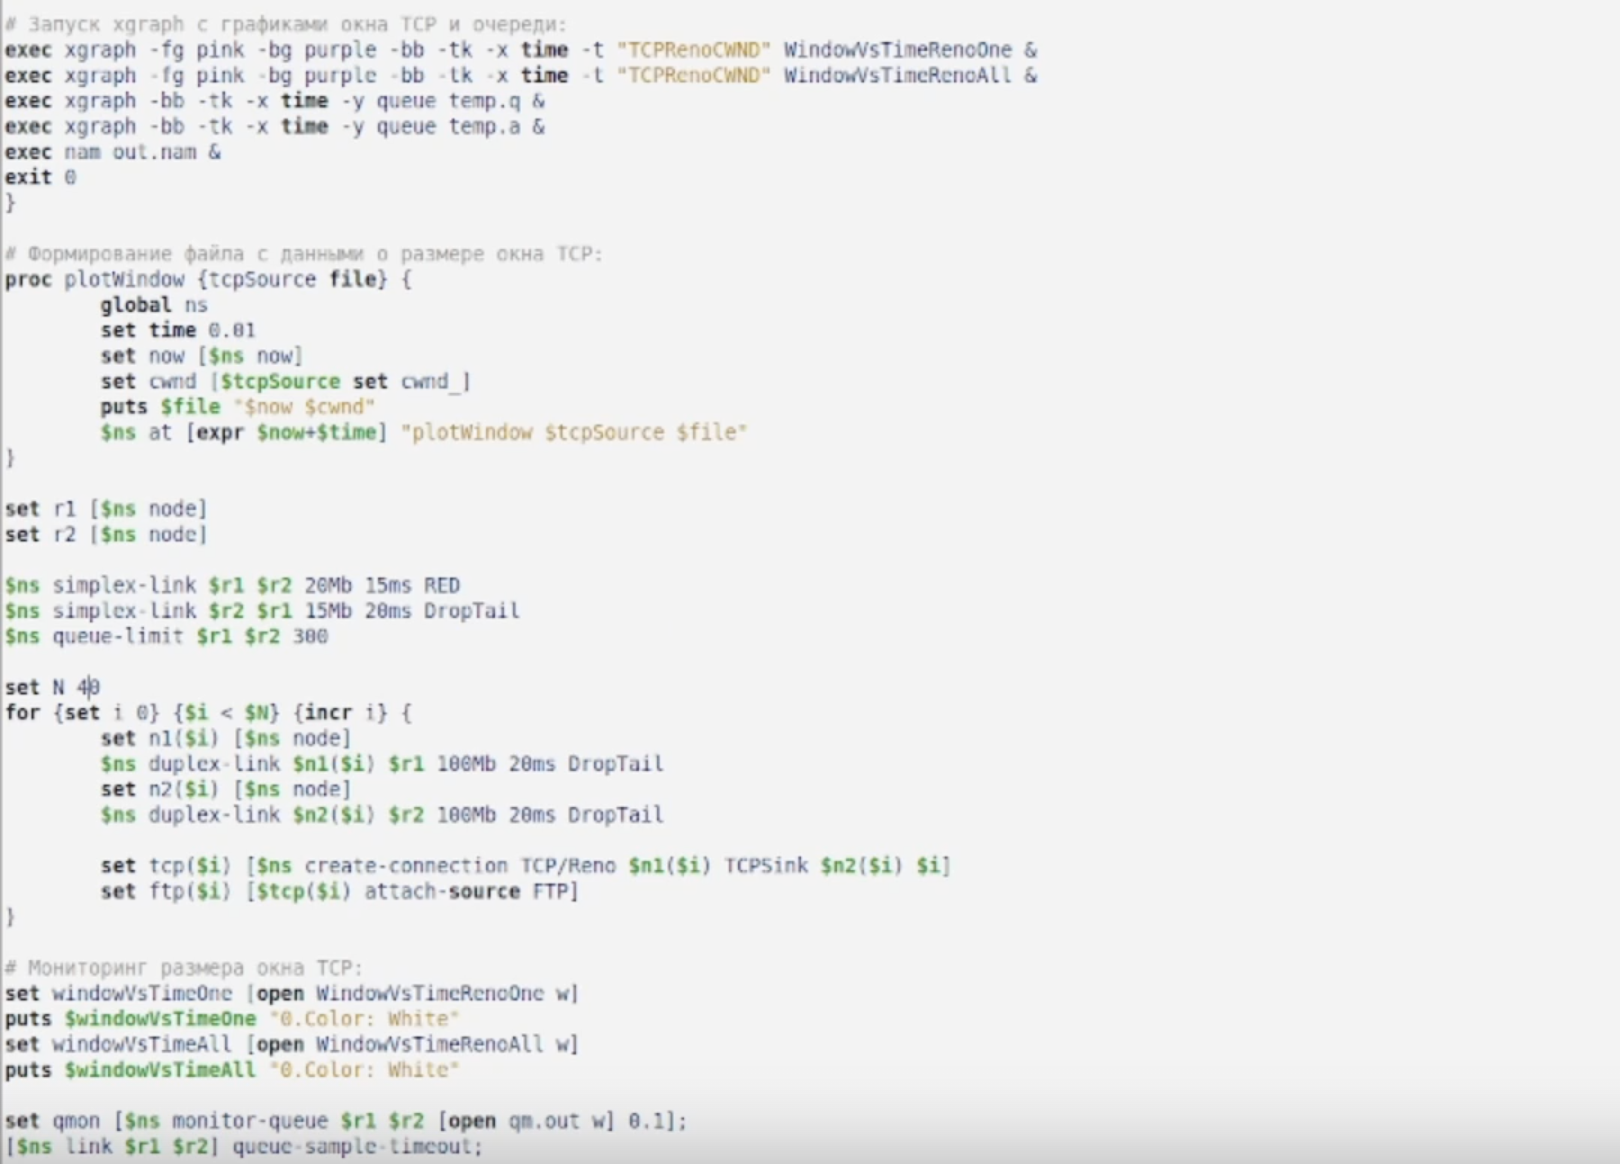 # Запуск xgraph с графиками окна TCP и очереди:
exec xgraph -fg pink -bg purple -bb -tk -x time -t "TCPRenoCWND" WindowVsTimeRenoOne &
exec xgraph -fg pink -bg purple -bb -tk -x time -t "TCPRenoCWND" WindowVsTimeRenoAll &
exec xgraph -bb -tk -x time -y queue temp.q &
exec xgraph -bb -tk -x time -y queue temp.a &
exec nam out.nam &
exit 0
}
# Формирование файла с данными о размере окна TCP:
proc plotWindow {tcpSource file} {
global ns
set time 0.01
set now [$ns now]
set cwnd [$tcpSource set cwnd_]
puts $file "$now $cwnd"
$ns at [expr $now+$time] "plotWindow $tcpSource $file"
}
set r1 [$ns node]
set r2 [$ns node]
$ns simplex-link $r1 $r2 20Mb 15ms RED
$ns simplex-link $r2 $r1 15Mb 20ms DropTail
$ns queue-limit $r1 $r2 300
set N 40
for {set i 0} {$i < $N} {incr i} {
set n1($i) [$ns node]
$ns duplex-link $n1($i) $r1 100Mb 20ms DropTail
set n2($i) [$ns node]
$ns duplex-link $n2($i) $r2 100Mb 20ms DropTail
set tcp($i) [$ns create-connection TCP/Reno $n1($i) TCPSink $n2($i) $i]
set ftp($i) [$tcp($i) attach-source FTP]
}
# Мониторинг размера окна TCP:
set windowVsTimeOne [open WindowVsTimeRenoOne w]
puts $windowVsTimeOne "0.Color: White"
set windowVsTimeAll [open WindowVsTimeRenoAll w]
puts $windowVsTimeAll "0.Color: White"
set qmon [$ns monitor-queue $r1 $r2 [open qm.out w] 0.1];
[$ns link $r1 $r2] queue-sample-timeout;